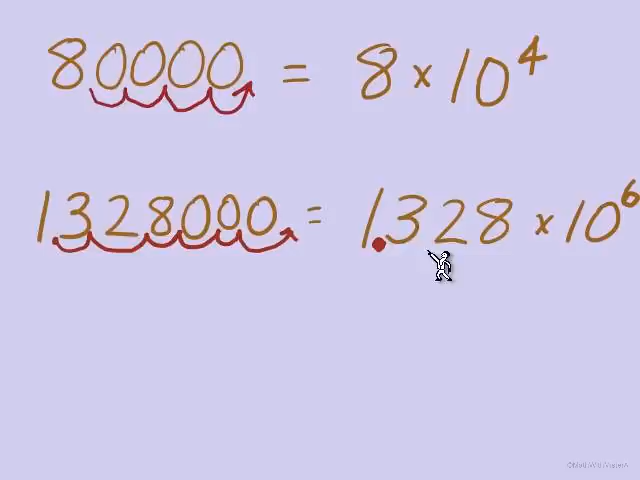 80000 = 8 × 10⁴
1328000 = 1.328 × 10⁶